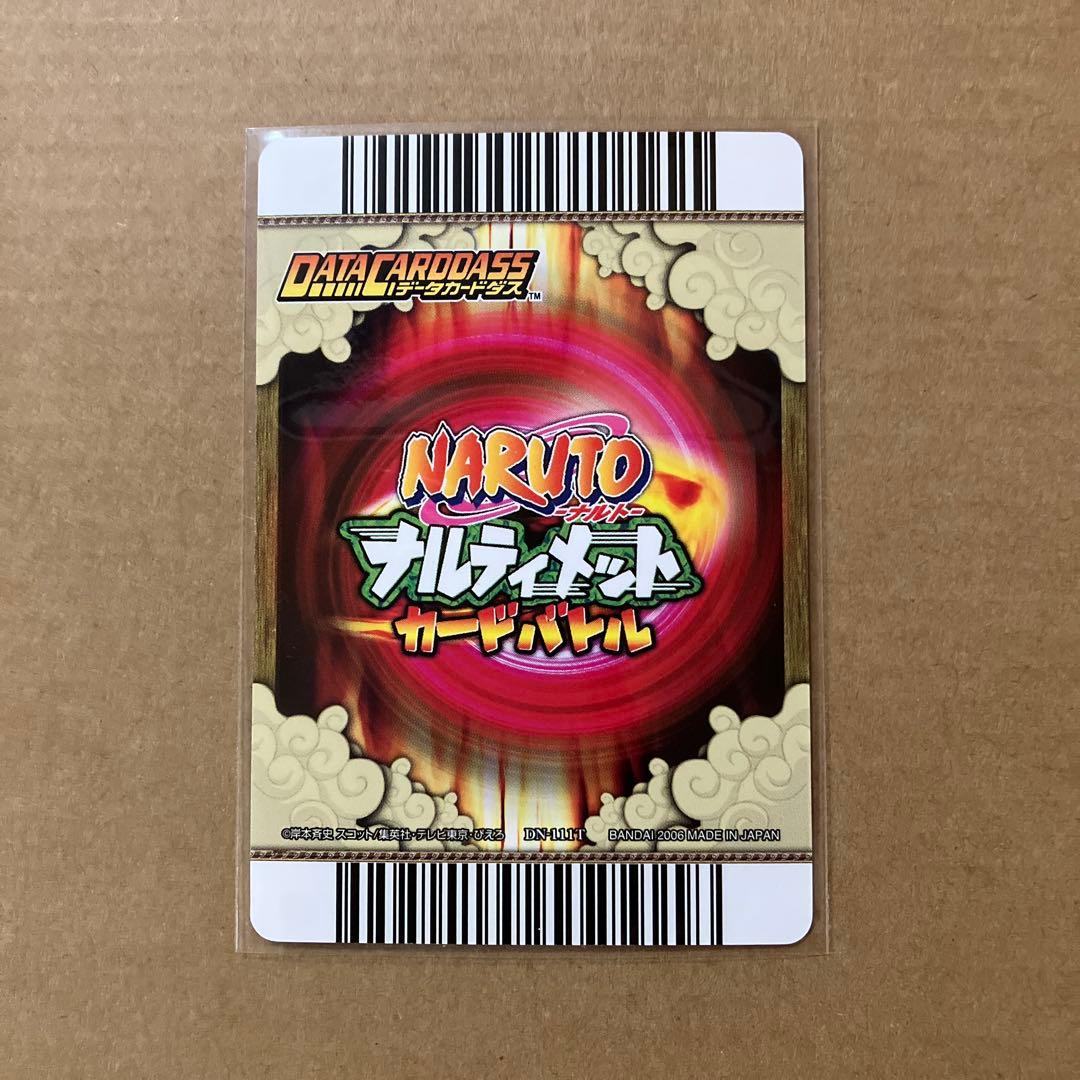 DATACARDDASS
データカードダス™
NARUTO
-ナルト-
ナルティメット
カードバトル
©岸本斉史 スコット/集英社・テレビ東京・ぴえろ DN-111T BANDAI 2006 MADE IN JAPAN